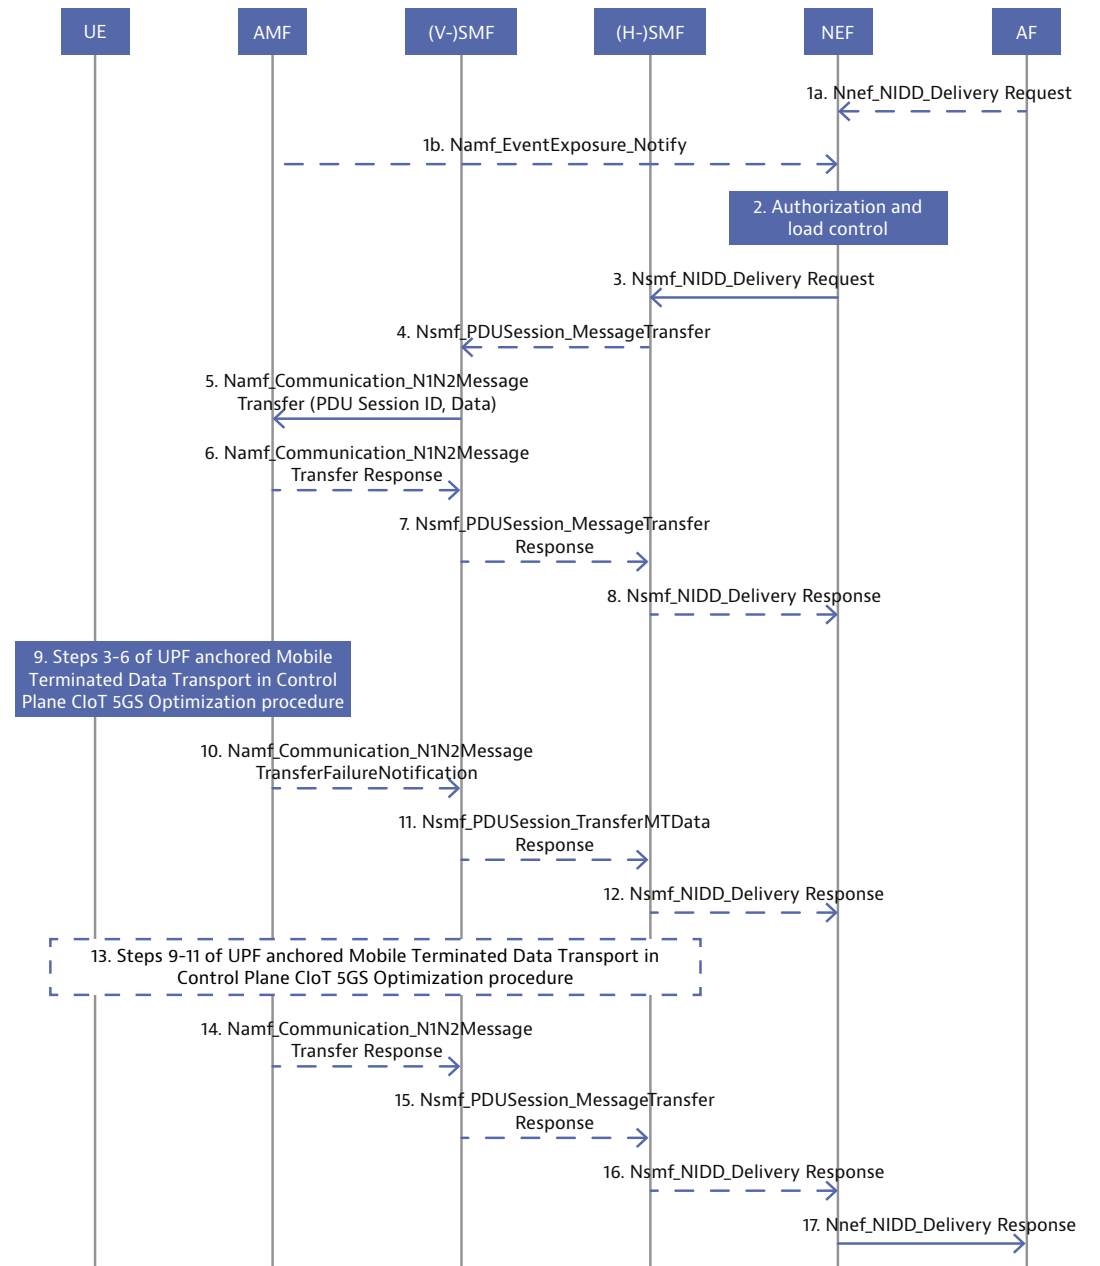 UE
AMF
(V-)SMF
(H-)SMF
NEF
AF
1a. Nnef_NIDD_Delivery Request
1b. Namf_EventExposure_Notify
2. Authorization and
load control
3. Nsmf_NIDD_Delivery Request
4. Nsmf_PDUSession_MessageTransfer
5. Namf_Communication_N1N2Message
Transfer (PDU Session ID, Data)
6. Namf_Communication_N1N2Message
Transfer Response
7. Nsmf_PDUSession_MessageTransfer
Response
8. Nsmf_NIDD_Delivery Response
9. Steps 3-6 of UPF anchored Mobile
Terminated Data Transport in Control
Plane CIoT 5GS Optimization procedure
10. Namf_Communication_N1N2Message
TransferFailureNotification
11. Nsmf_PDUSession_TransferMTData
Response
12. Nsmf_NIDD_Delivery Response
13. Steps 9-11 of UPF anchored Mobile Terminated Data Transport in
Control Plane CIoT 5GS Optimization procedure
14. Namf_Communication_N1N2Message
Transfer Response
15. Nsmf_PDUSession_MessageTransfer
Response
16. Nsmf_NIDD_Delivery Response
17. Nnef_NIDD_Delivery Response